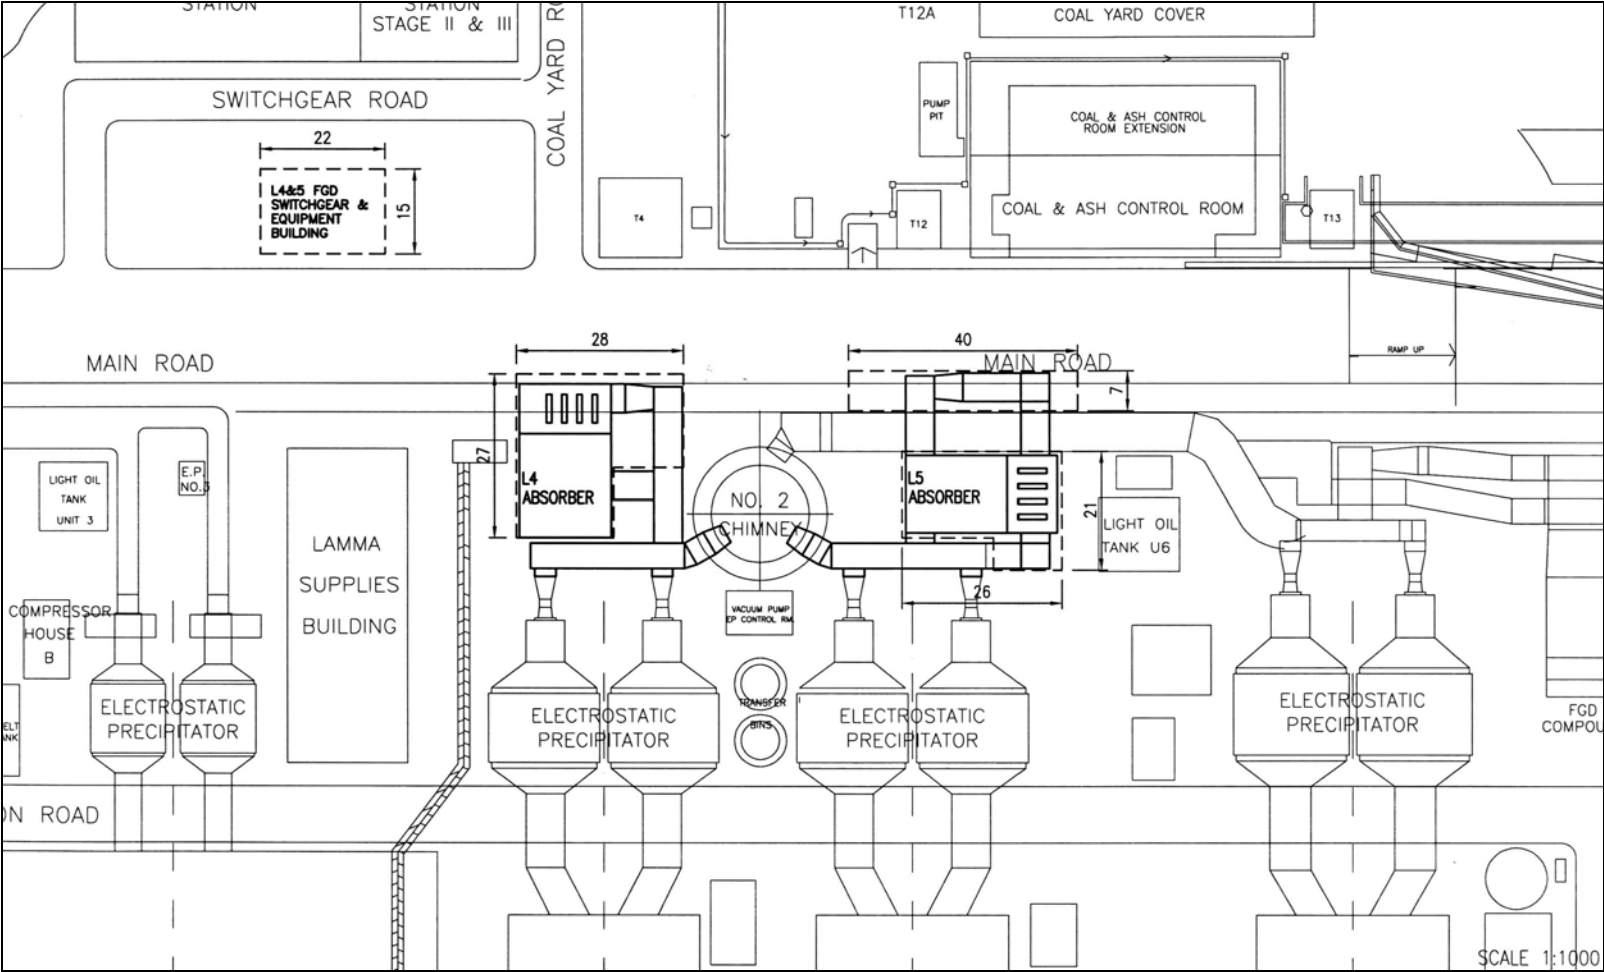 STATION
STATION
STAGE II & III
COAL YARD
T12A
COAL YARD COVER
SWITCHGEAR ROAD
22
L4&5 FGD
SWITCHGEAR &
EQUIPMENT
BUILDING
15
T4
PUMP
PIT
T12
COAL & ASH CONTROL
ROOM EXTENSION
COAL & ASH CONTROL ROOM
T13
MAIN ROAD
28
40
MAIN ROAD
RAMP UP
7
27
L4
ABSORBER
NO. 2
CHIMNEY
L5
ABSORBER
21
26
LIGHT OIL
TANK U6
LIGHT OIL
TANK
UNIT 3
E.P.
NO.3
LAMMA
SUPPLIES
BUILDING
COMPRESSOR
HOUSE
B
VACUUM PUMP
EP CONTROL RM.
TRANSFER
BINS
ELECTROSTATIC
PRECIPITATOR
ELECTROSTATIC
PRECIPITATOR
ELECTROSTATIC
PRECIPITATOR
ELECTROSTATIC
PRECIPITATOR
FGD
COMPOU
ON ROAD
SCALE 1:1000